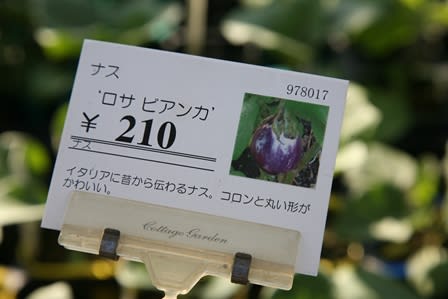 ナス
978017
'ロサ ビアンカ'
¥ 210
ナス
イタリアに昔から伝わるナス。コロンと丸い形が
かわいい。
Cottage Garden